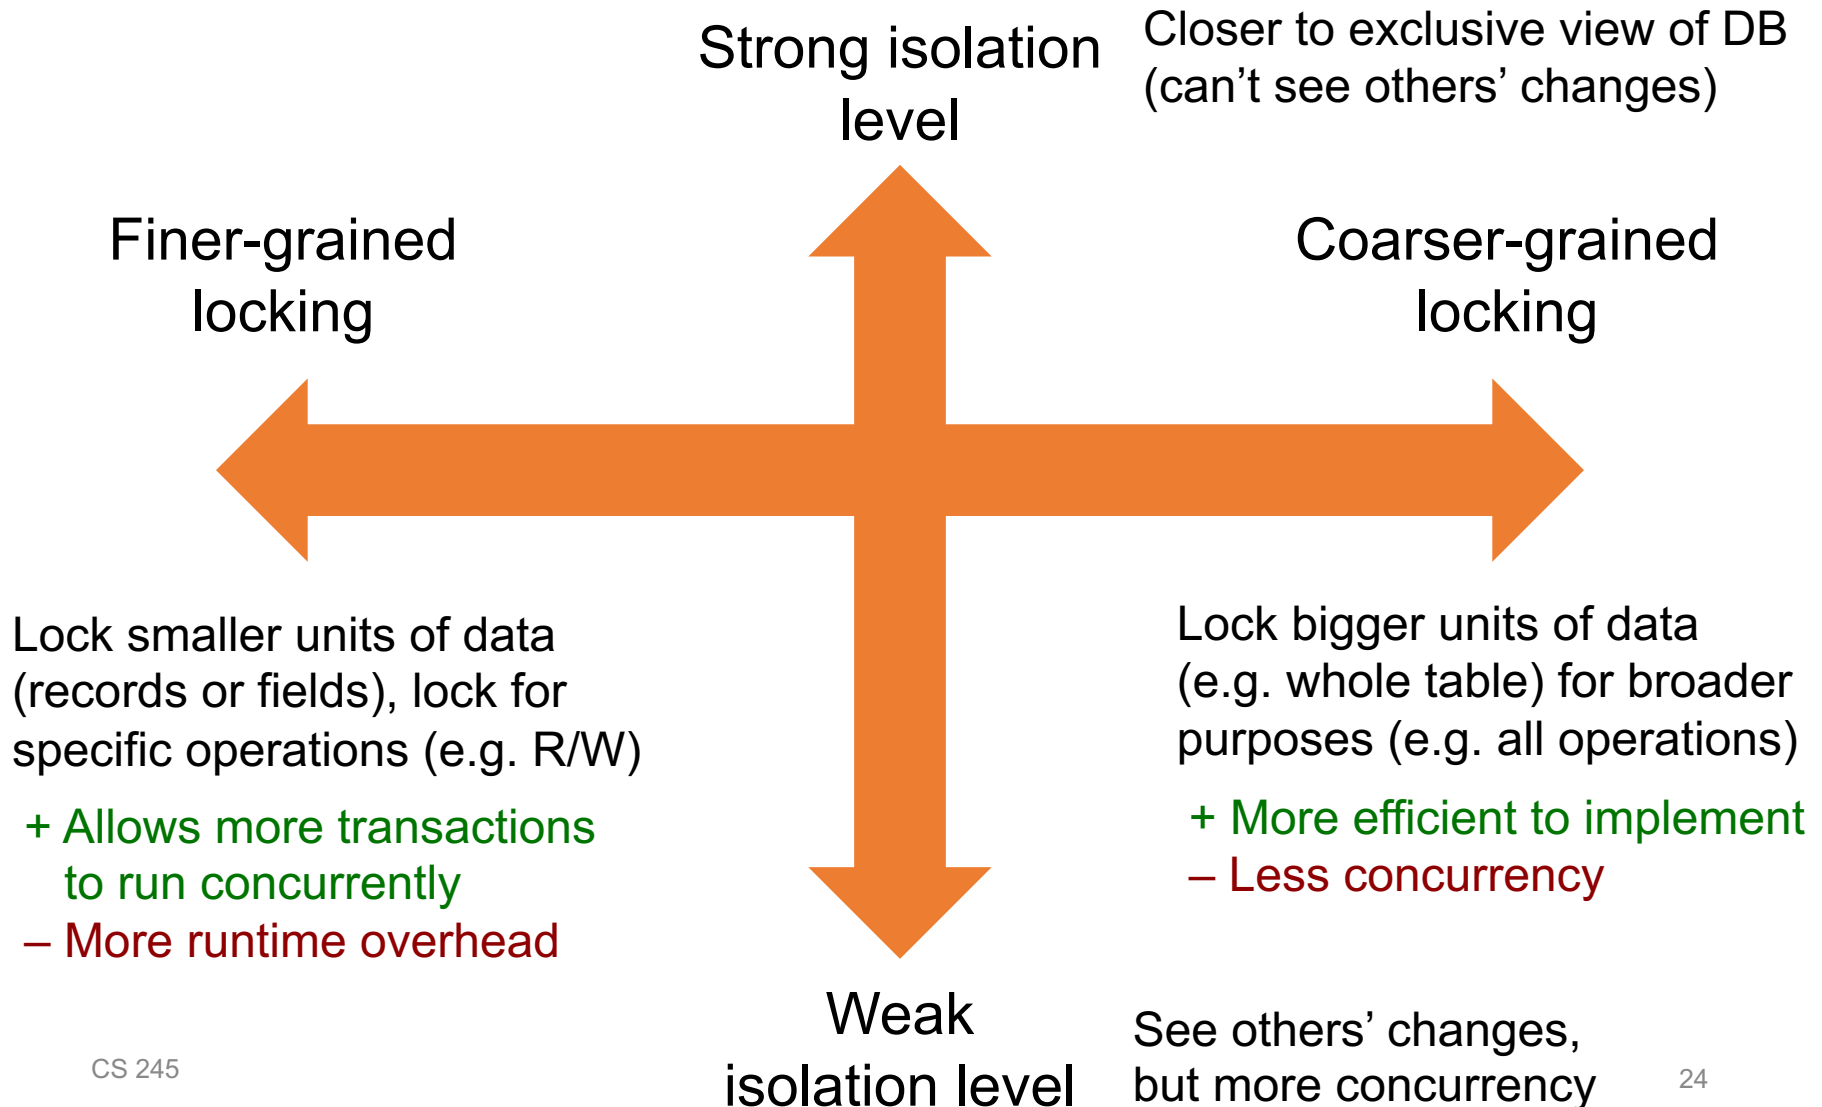 Strong isolation
level
Closer to exclusive view of DB
(can’t see others’ changes)
Finer-grained
locking
Coarser-grained
locking
Lock smaller units of data
(records or fields), lock for
specific operations (e.g. R/W)
+ Allows more transactions
to run concurrently
– More runtime overhead
Lock bigger units of data
(e.g. whole table) for broader
purposes (e.g. all operations)
+ More efficient to implement
– Less concurrency
Weak
isolation level
See others’ changes,
but more concurrency
CS 245
24